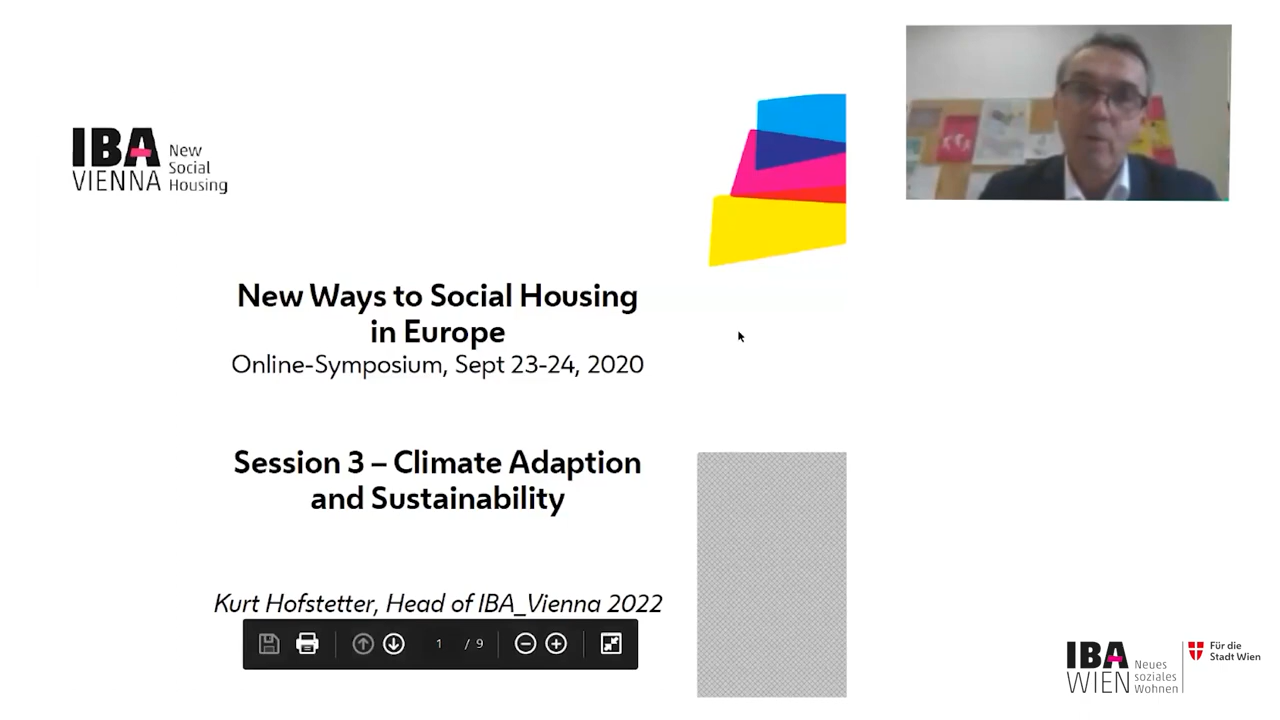 IBA
VIENNA
New
Social
Housing
New Ways to Social Housing
in Europe
Online-Symposium, Sept 23-24, 2020
Session 3 – Climate Adaption
and Sustainability
Kurt Hofstetter, Head of IBA_Vienna 2022
1 / 9
IBA
WIEN
Neues
soziales
Wohnen
Für die
Stadt Wien